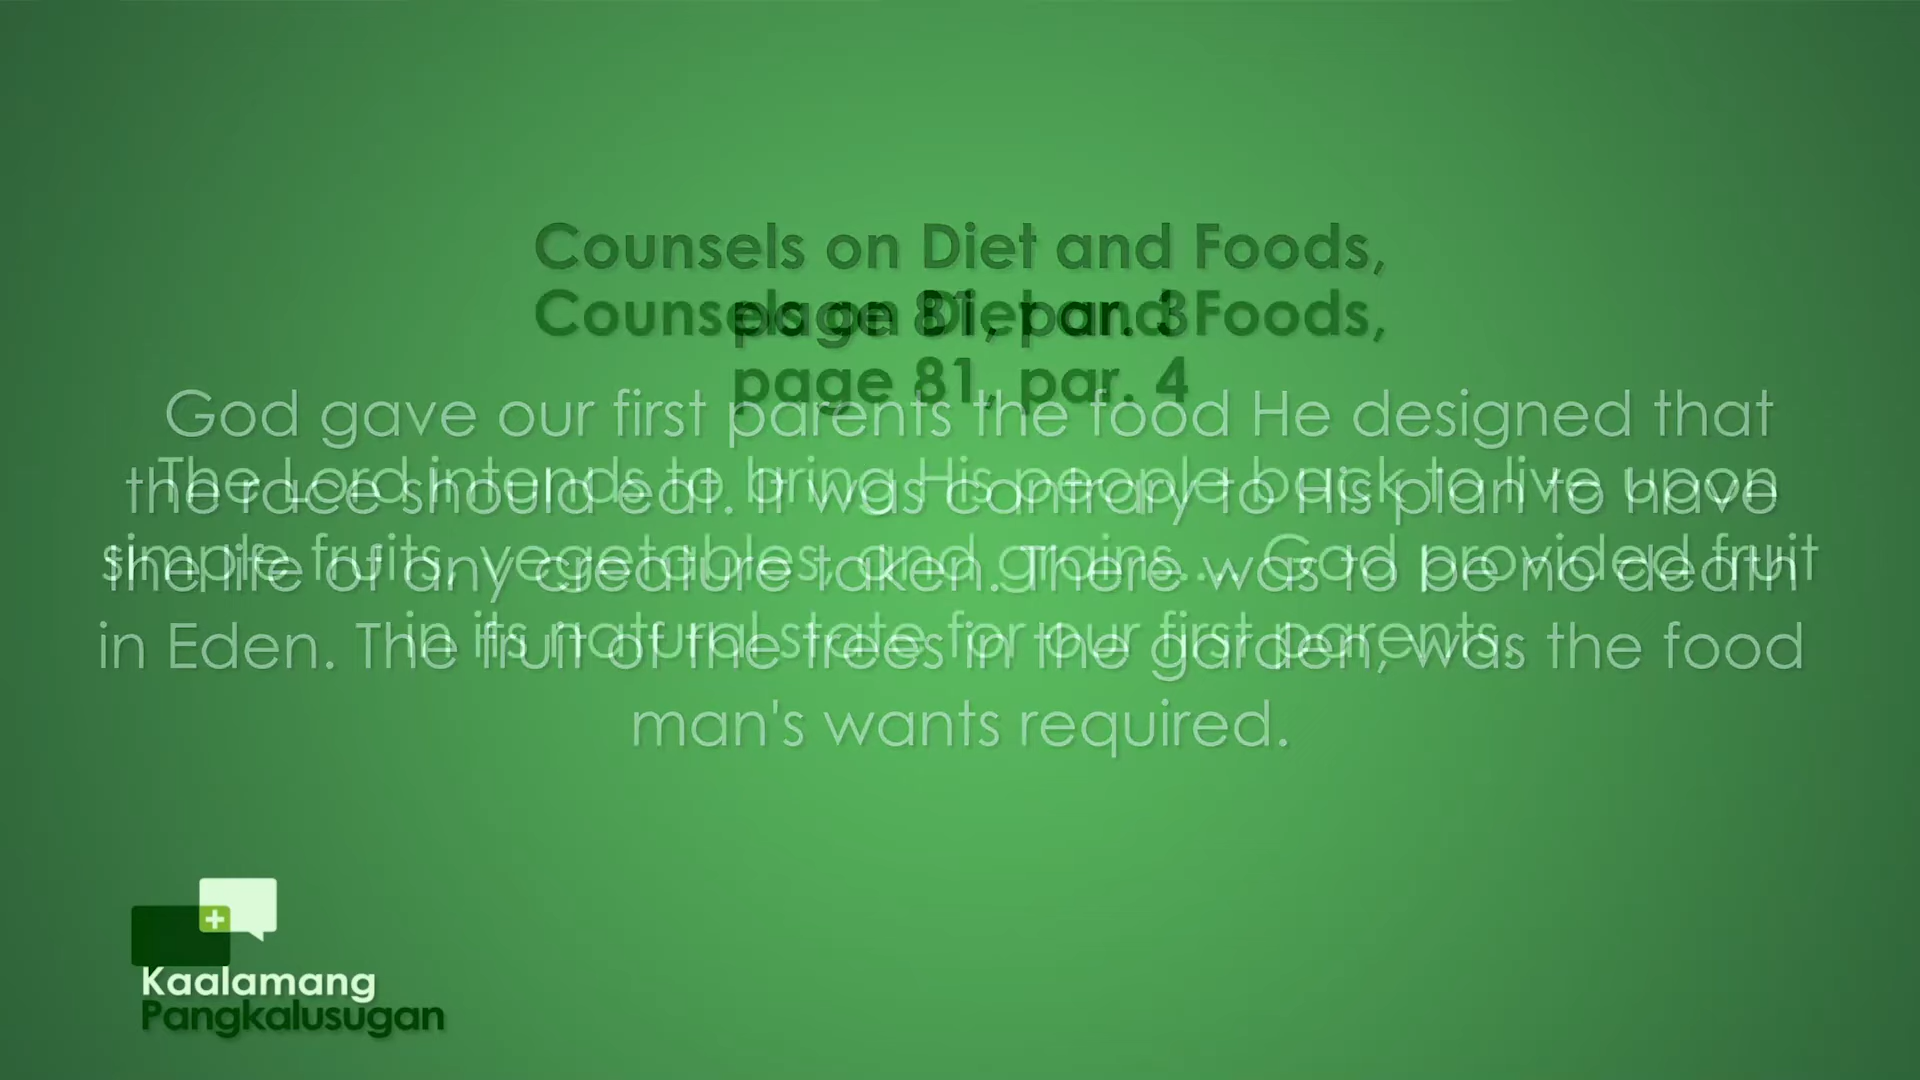 Counsels on Diet and Foods,
page 81, par. 3
God gave our first parents the food He designed that
the race should eat. It was contrary to His plan to have
the life of any creature taken. There was to be no death
in Eden. The fruit of the trees in the garden, was the food
man's wants required.
Counsels on Diet and Foods,
page 81, par. 4
The Lord intends to bring His people back to live upon
simple fruits, vegetables, and grains.... God provided fruit
in its natural state for our first parents.
Kaalamang
Pangkalusugan